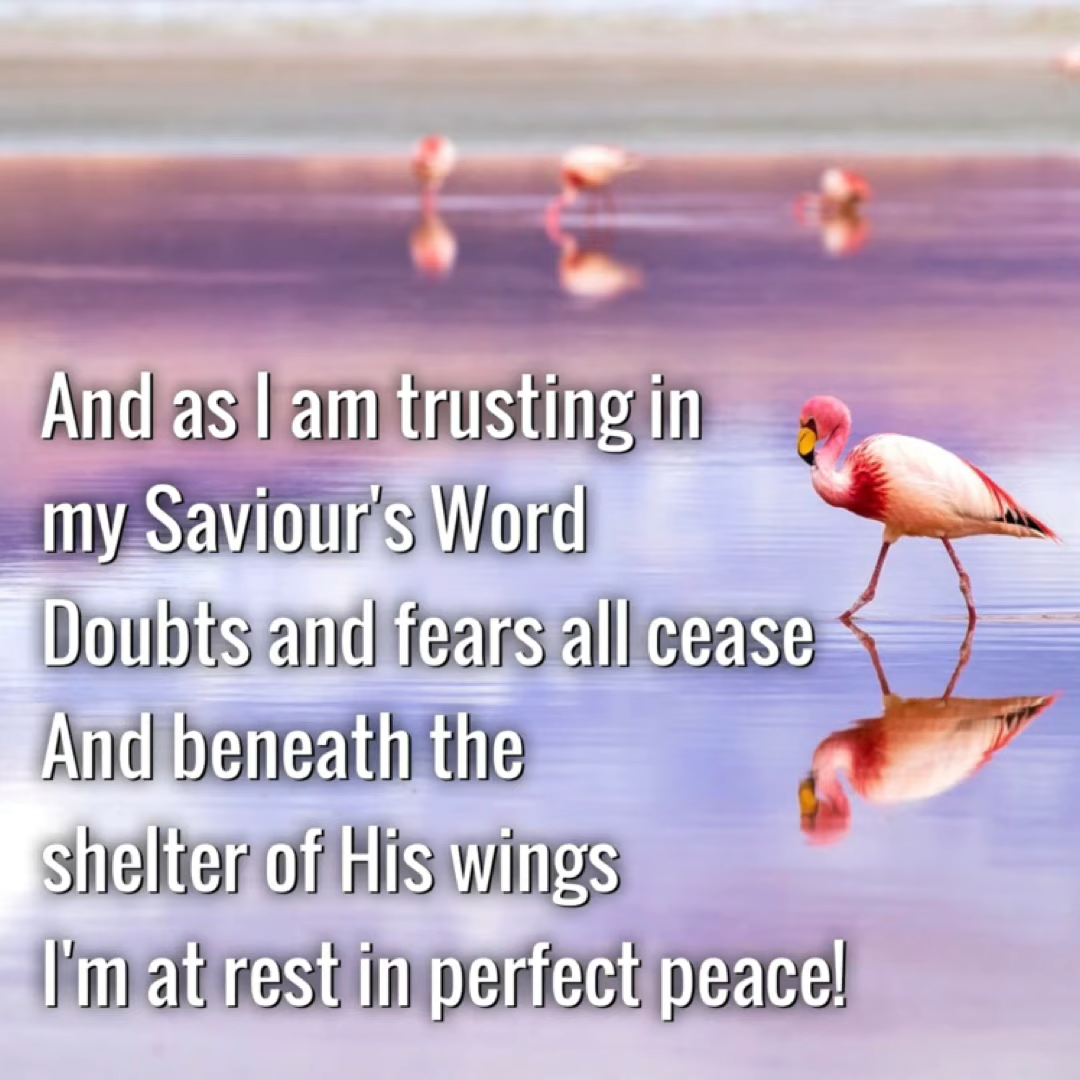 And as I am trusting in
my Saviour's Word
Doubts and fears all cease
And beneath the
shelter of His wings
I'm at rest in perfect peace!